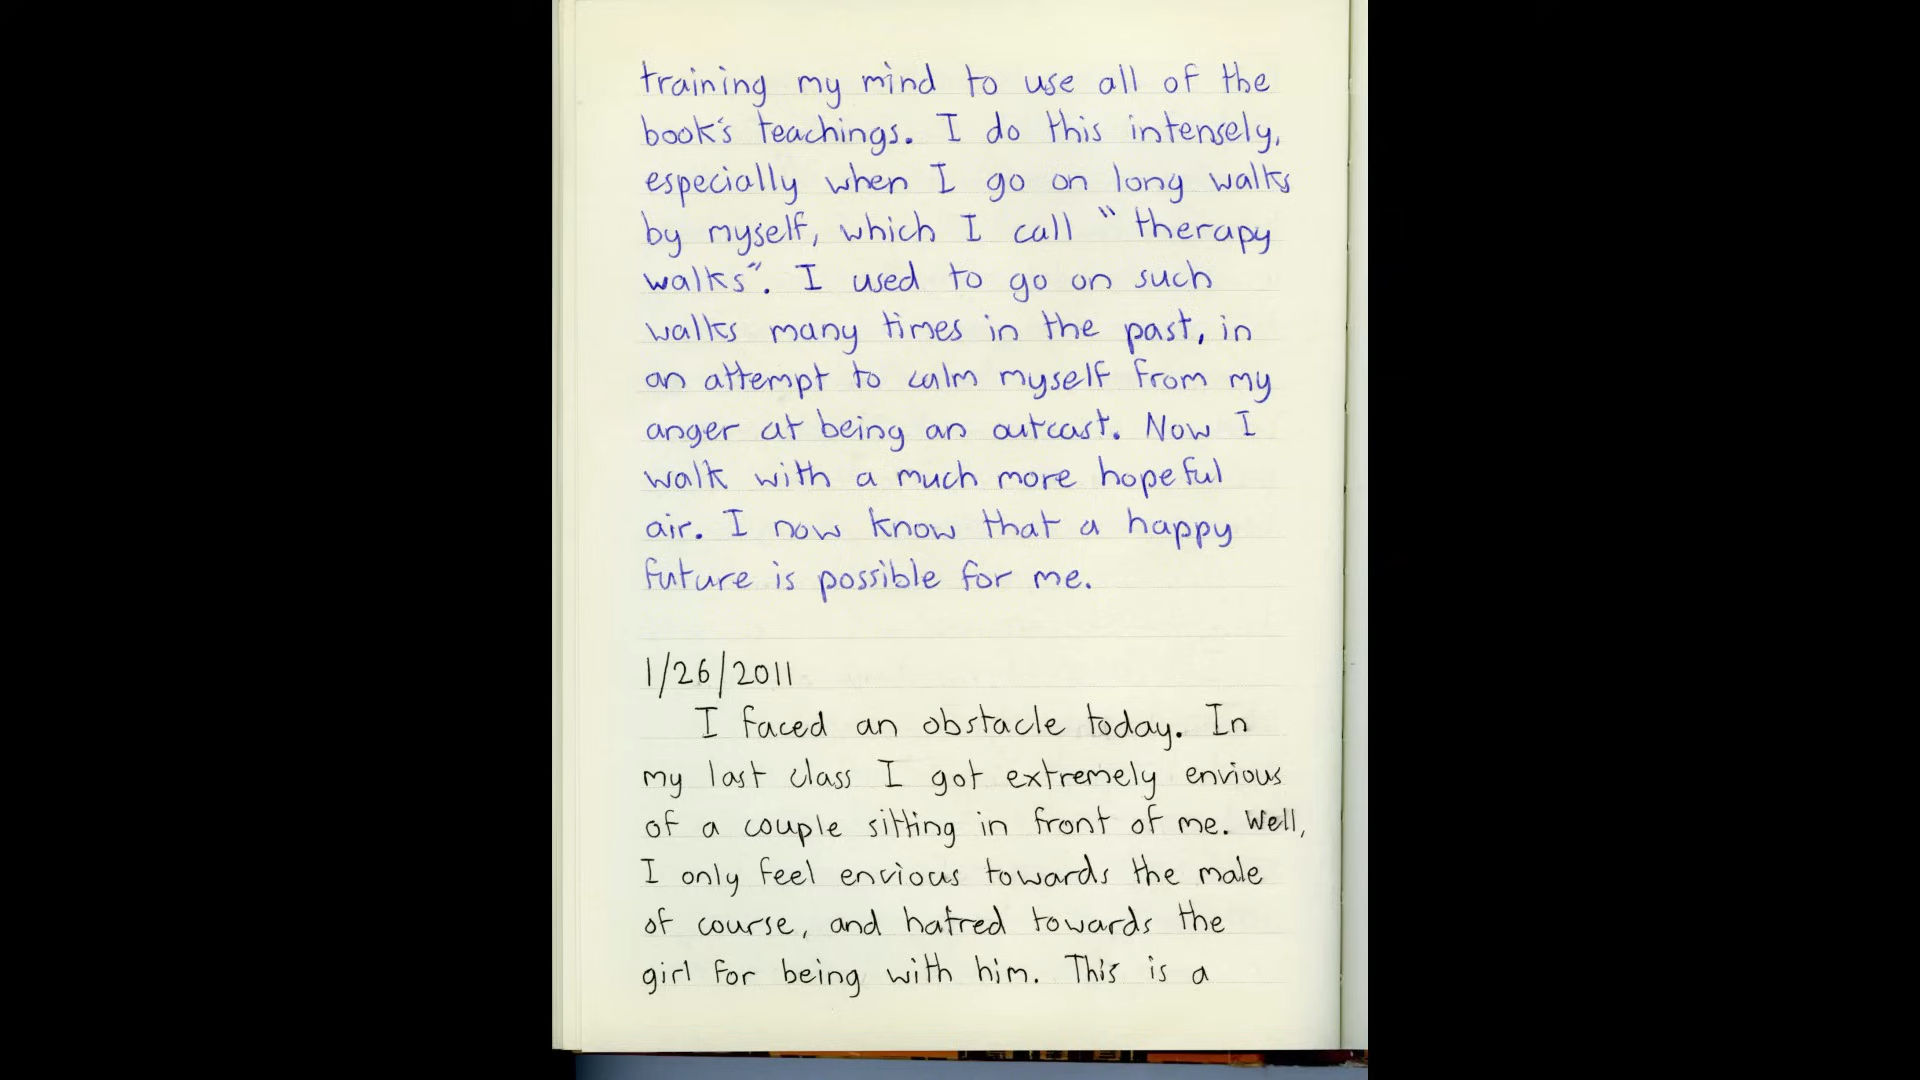 training my mind to use all of the
book's teachings. I do this intensely,
especially when I go on long walks
by myself, which I call "therapy
walks". I used to go on such
walks many times in the past, in
an attempt to calm myself from my
anger at being an outcast. Now I
walk with a much more hopeful
air. I now know that a happy
future is possible for me.
1/26/2011
I faced an obstacle today. In
my last class I got extremely envious
of a couple sitting in front of me. Well,
I only feel envious towards the male
of course, and hatred towards the
girl for being with him. This is a